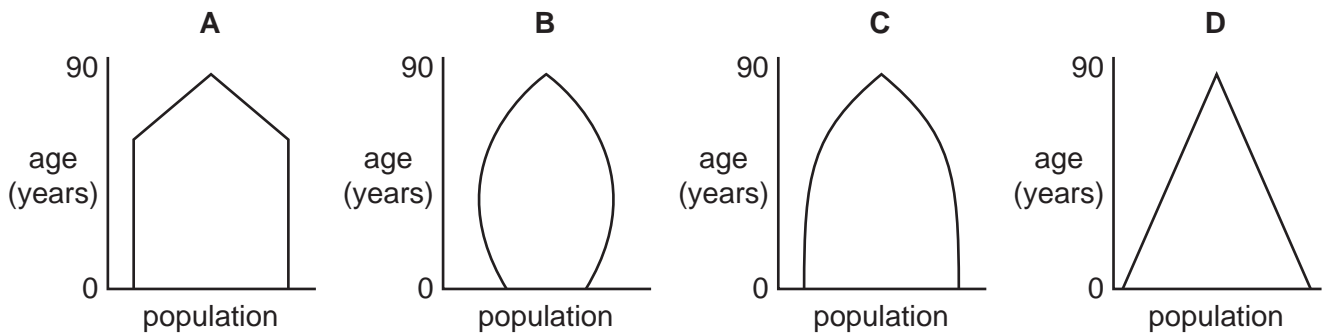 A B C D
90 90 90 90
age age age age
(years) (years) (years) (years)
0 0 0 0
population population population population